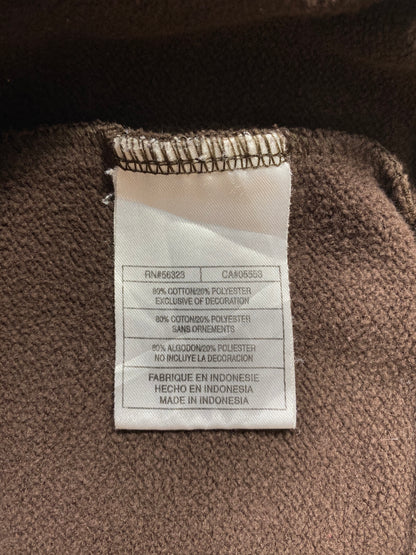 RN#56323 CA#05553
80% COTTON/20% POLYESTER
EXCLUSIVE OF DECORATION
80% COTON/20% POLYESTER
SANS ORNEMENTS
80% ALGODON/20% POLIESTER
NO INCLUYE LA DECORACION
FABRIQUE EN INDONESIE
HECHO EN INDONESIA
MADE IN INDONESIA